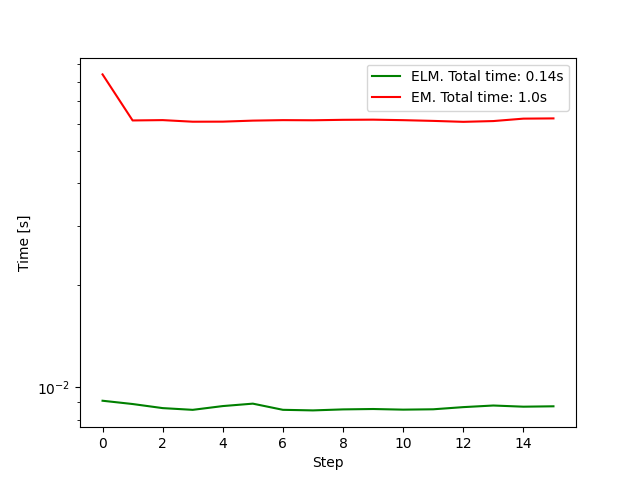 ELM. Total time: 0.14s
EM. Total time: 1.0s
Time [s]
10⁻²
0 2 4 6 8 10 12 14
Step